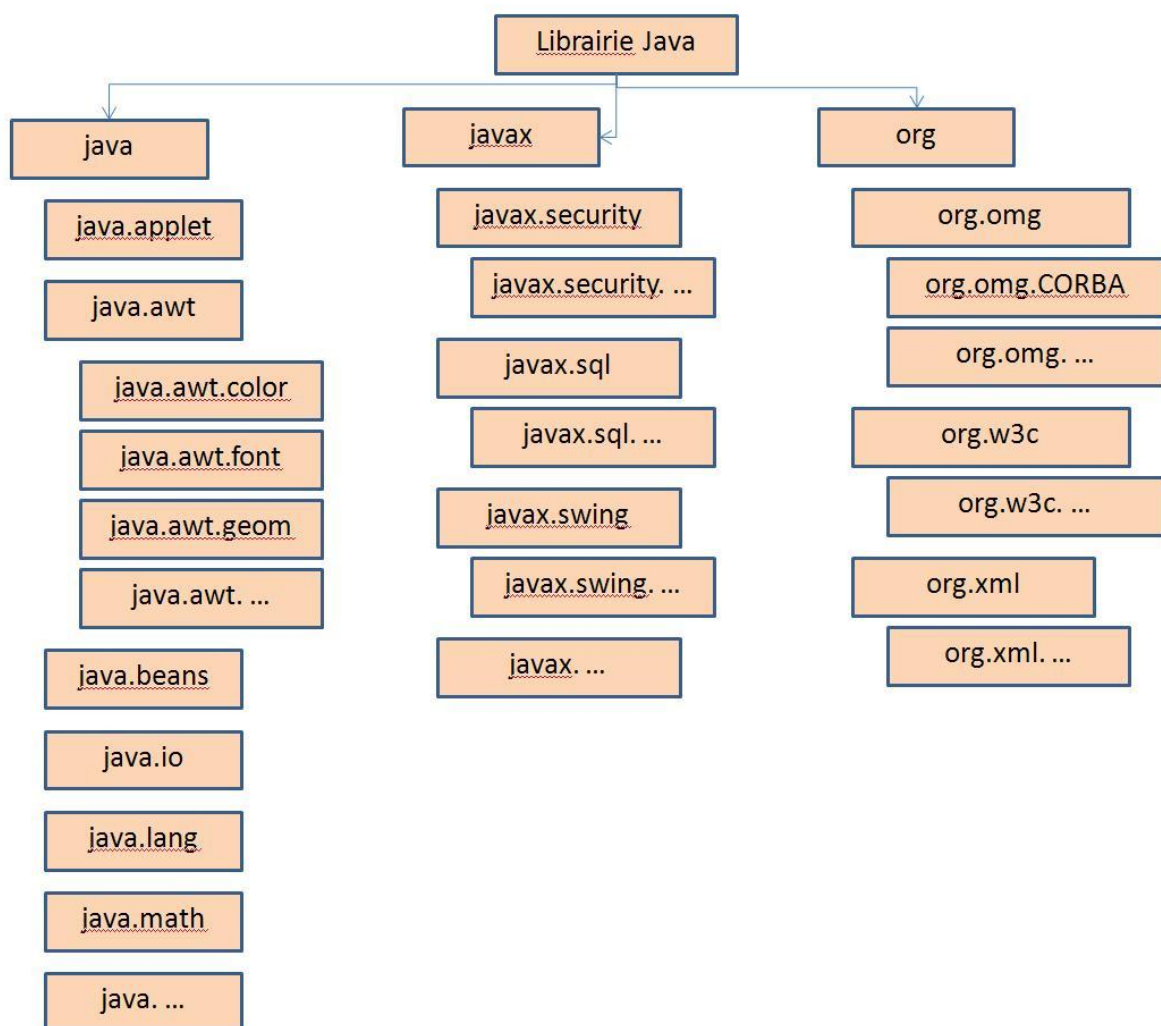 Librairie Java
java
java.applet
java.awt
java.awt.color
java.awt.font
java.awt.geom
java.awt. ...
java.beans
java.io
java.lang
java.math
java. ...
javax
javax.security
javax.security. ...
javax.sql
javax.sql. ...
javax.swing
javax.swing. ...
javax. ...
org
org.omg
org.omg.CORBA
org.omg. ...
org.w3c
org.w3c. ...
org.xml
org.xml. ...